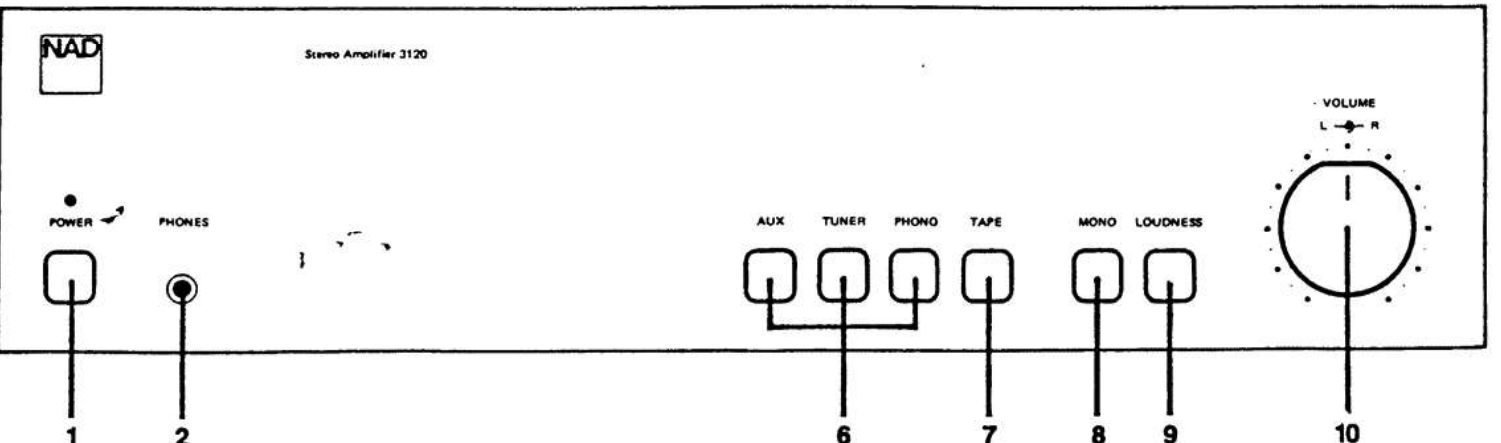 NAD
Stereo Amplifier 3120
VOLUME
L R
POWER
PHONES
AUX TUNER PHONO TAPE MONO LOUDNESS
1 2 6 7 8 9 10